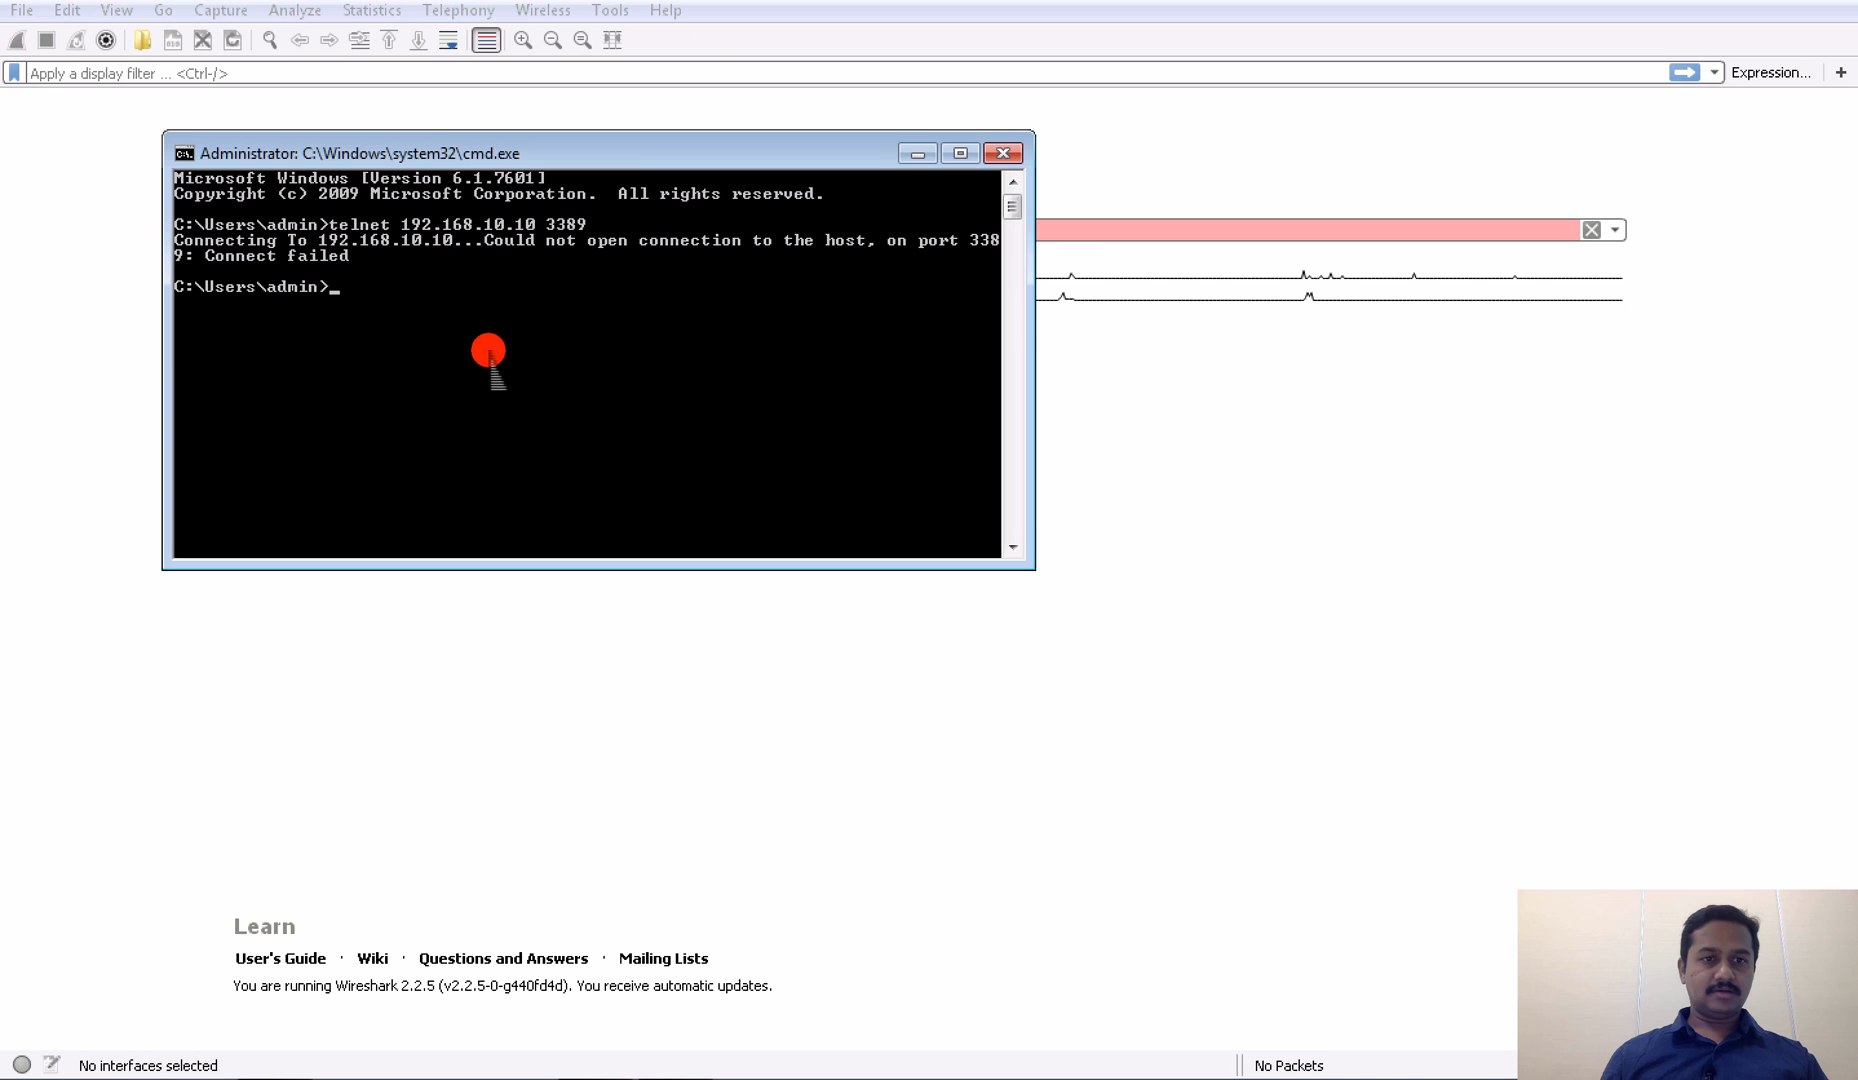 File Edit View Go Capture Analyze Statistics Telephony Wireless Tools Help
Apply a display filter ... <Ctrl-/>
Expression...
Administrator: C:\Windows\system32\cmd.exe
Microsoft Windows [Version 6.1.7601]
Copyright (c) 2009 Microsoft Corporation. All rights reserved.
C:\Users\admin>telnet 192.168.10.10 3389
Connecting To 192.168.10.10...Could not open connection to the host, on port 338
9: Connect failed
C:\Users\admin>_
Learn
User's Guide · Wiki · Questions and Answers · Mailing Lists
You are running Wireshark 2.2.5 (v2.2.5-0-g440fd4d). You receive automatic updates.
No interfaces selected
No Packets